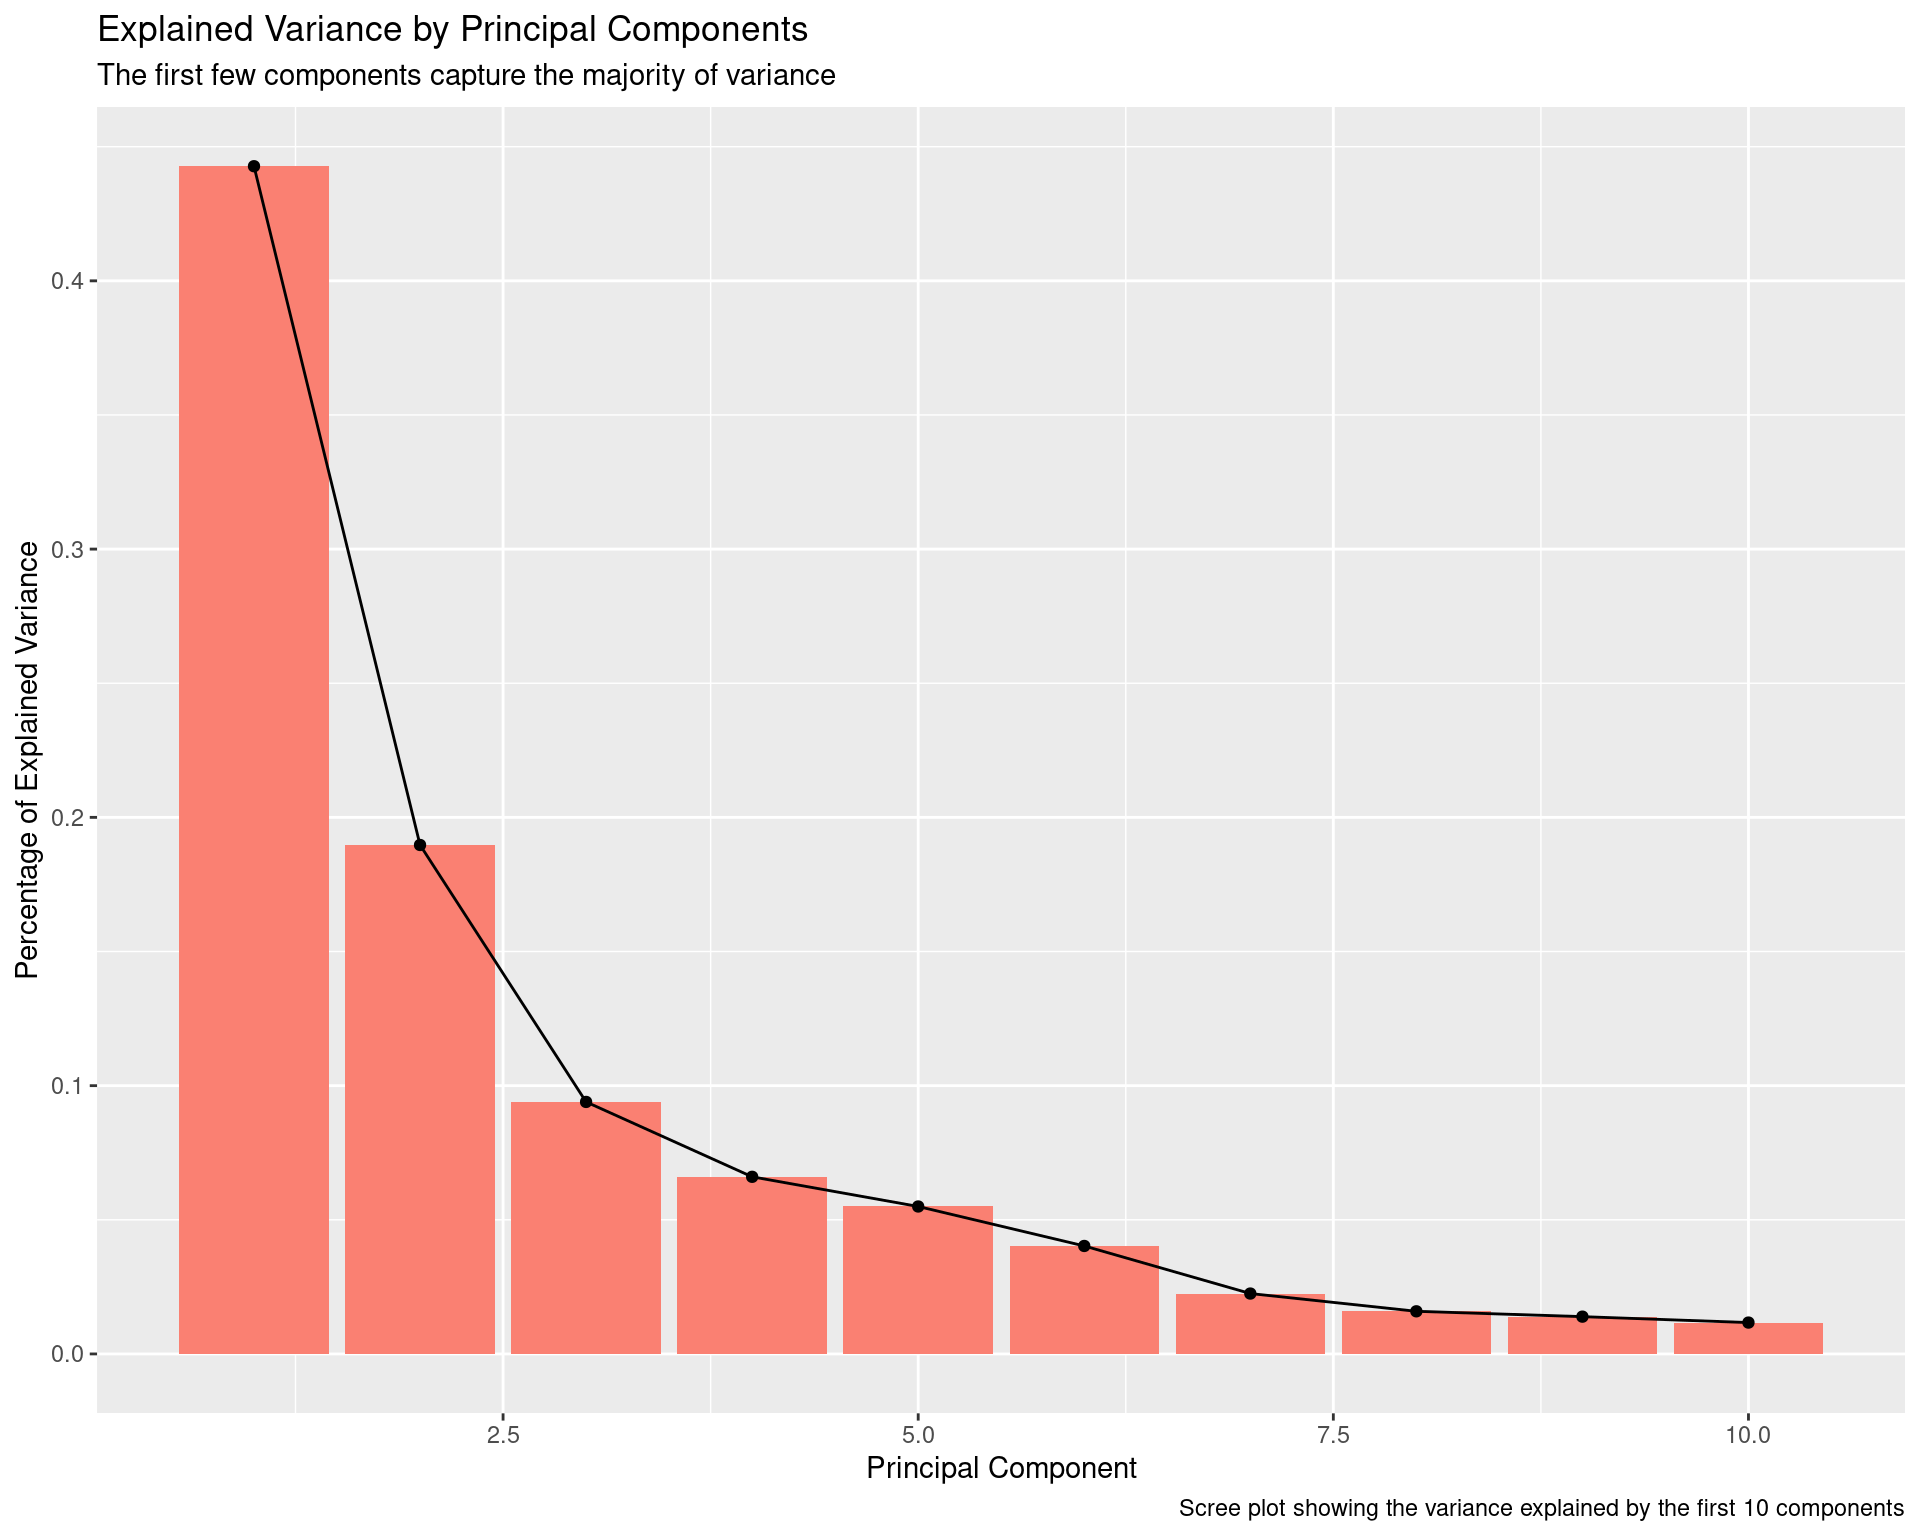 Explained Variance by Principal Components
The first few components capture the majority of variance
Percentage of Explained Variance
0.4
0.3
0.2
0.1
0.0
2.5
5.0
7.5
10.0
Principal Component
Scree plot showing the variance explained by the first 10 components